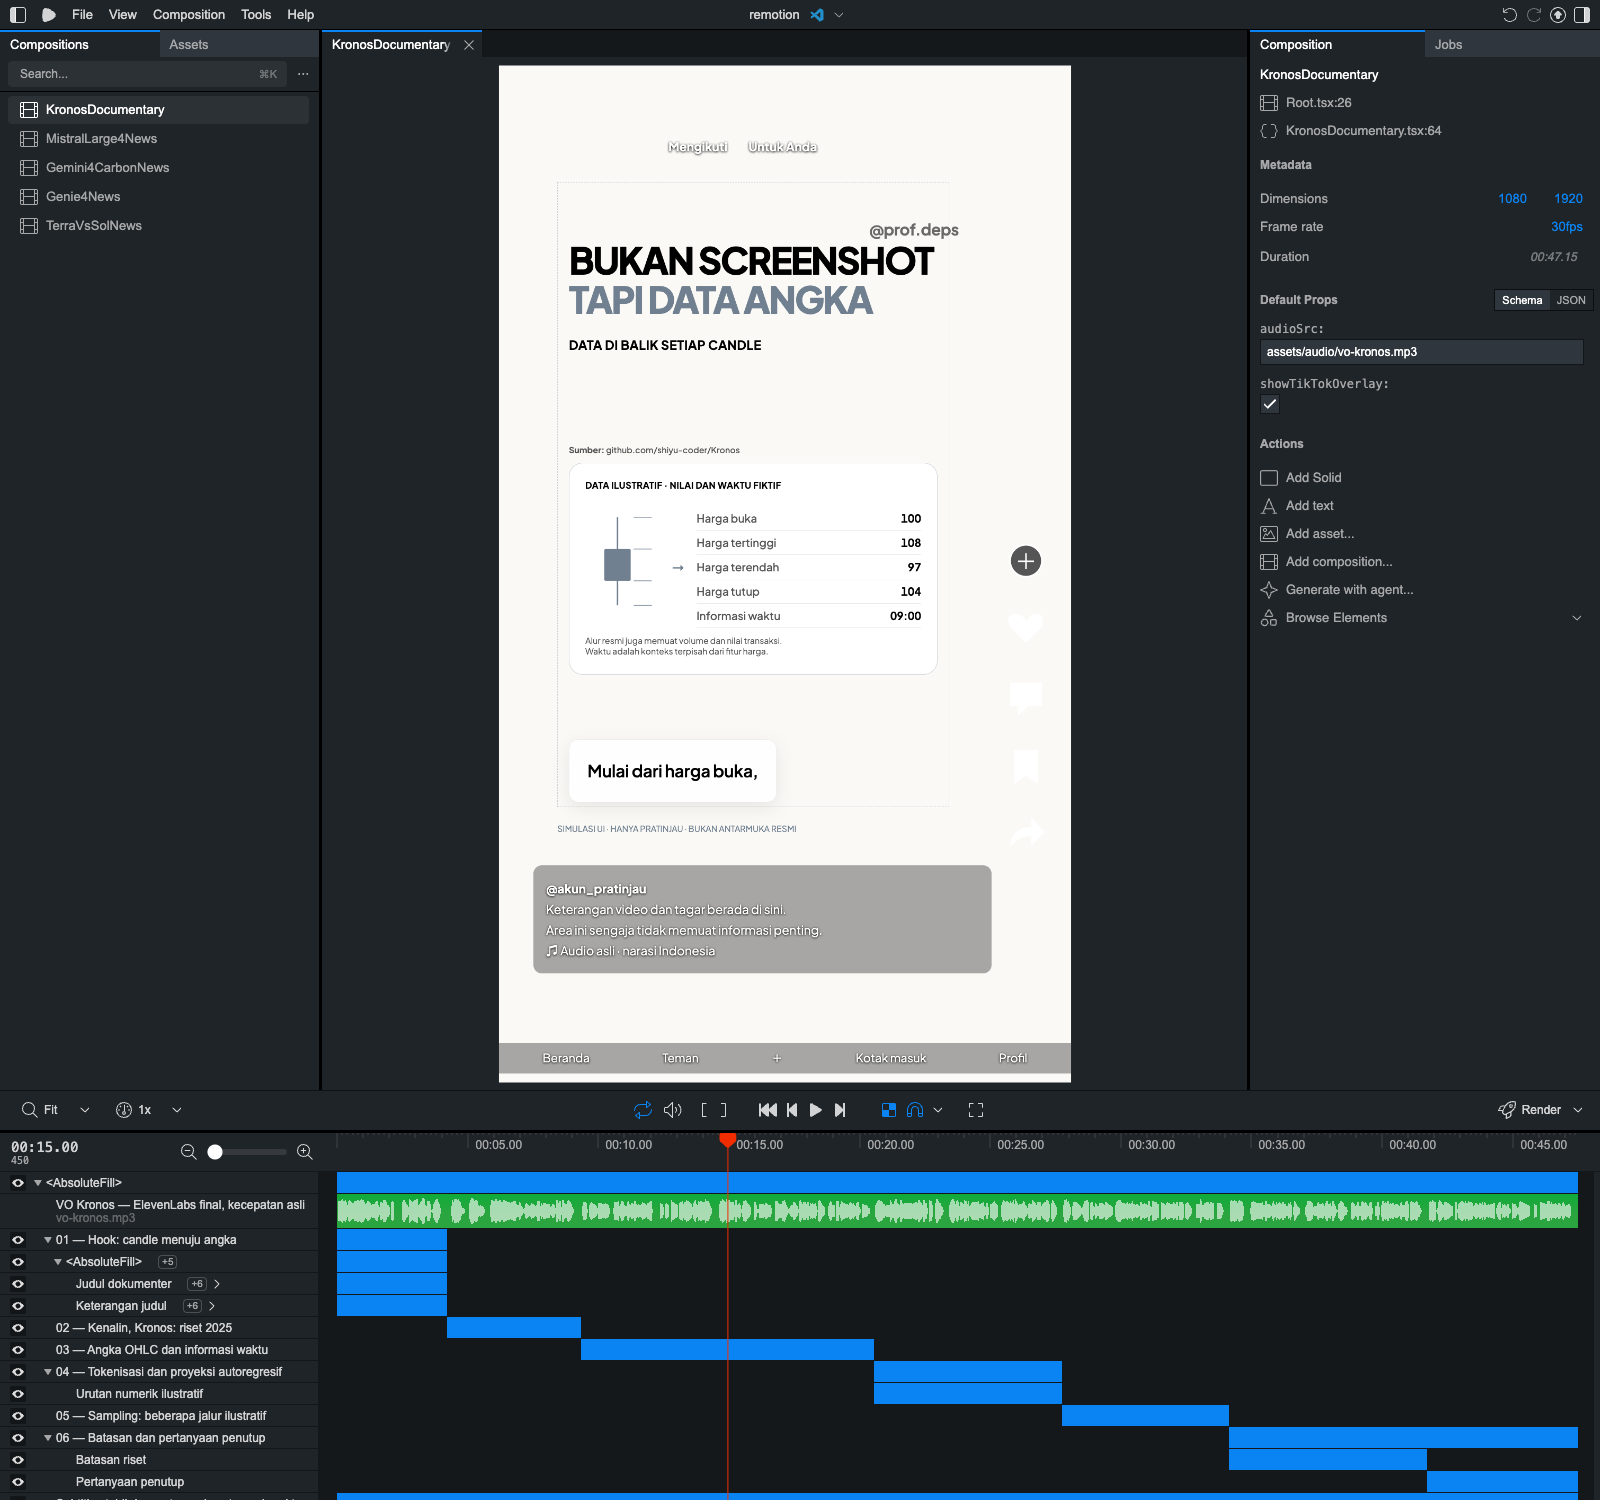 File View Composition Tools Help
remotion
Compositions Assets
Search... ⌘K
KronosDocumentary
MistralLarge4News
Gemini4CarbonNews
Genie4News
TerraVsSolNews
KronosDocumentary
Mengikuti Untuk Anda
@prof.deps
BUKAN SCREENSHOT
TAPI DATA ANGKA
DATA DI BALIK SETIAP CANDLE
Sumber: github.com/shiyu-coder/Kronos
DATA ILUSTRATIF · NILAI DAN WAKTU FIKTIF
Harga buka 100
Harga tertinggi 108
→ Harga terendah 97
Harga tutup 104
Informasi waktu 09:00
Alur resmi juga memuat volume dan nilai transaksi.
Waktu adalah konteks terpisah dari fitur harga.
Mulai dari harga buka,
SIMULASI UI · HANYA PRATINJAU · BUKAN ANTARMUKA RESMI
@akun_pratinjau
Keterangan video dan tagar berada di sini.
Area ini sengaja tidak memuat informasi penting.
♫ Audio asli · narasi Indonesia
Beranda Teman + Kotak masuk Profil
Composition Jobs
KronosDocumentary
Root.tsx:26
KronosDocumentary.tsx:64
Metadata
Dimensions 1080 1920
Frame rate 30fps
Duration 00:47.15
Default Props Schema JSON
audioSrc:
assets/audio/vo-kronos.mp3
showTikTokOverlay:
Actions
Add Solid
Add text
Add asset...
Add composition...
Generate with agent...
Browse Elements
Fit 1x Render
00:15.00
450
00:05.00 00:10.00 00:15.00 00:20.00 00:25.00 00:30.00 00:35.00 00:40.00 00:45.00
<AbsoluteFill>
VO Kronos — ElevenLabs final, kecepatan asli
vo-kronos.mp3
01 — Hook: candle menuju angka
<AbsoluteFill> +5
Judul dokumenter +6
Keterangan judul +6
02 — Kenalin, Kronos: riset 2025
03 — Angka OHLC dan informasi waktu
04 — Tokenisasi dan proyeksi autoregresif
Urutan numerik ilustratif
05 — Sampling: beberapa jalur ilustratif
06 — Batasan dan pertanyaan penutup
Batasan riset
Pertanyaan penutup